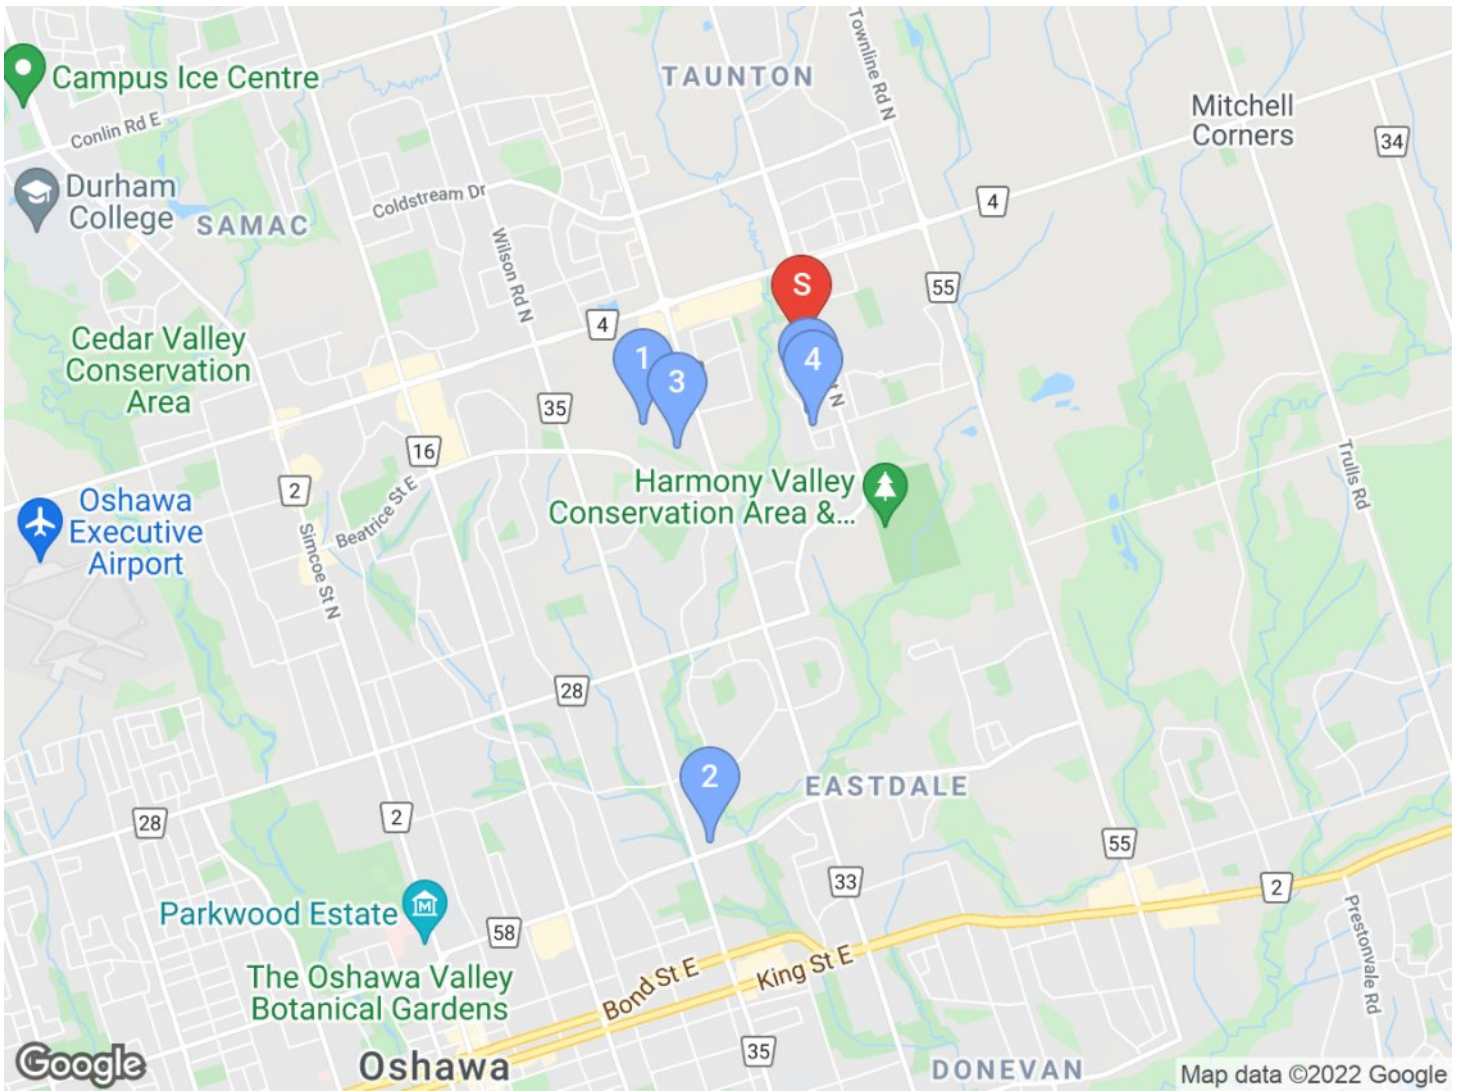 TAUNTON
Townline Rd N
Campus Ice Centre
Conlin Rd E
Mitchell
Corners
34
Durham
College
SAMAC
Coldstream Dr
4
Wilson Rd N
S
55
4
Cedar Valley
Conservation
Area
1
3
4
N
35
16
2
Beatrice St E
Harmony Valley
Conservation Area &...
Trulls Rd
Oshawa
Executive
Airport
Simcoe St N
28
2
EASTDALE
28
2
55
33
2
Parkwood Estate
58
Prestonvale Rd
The Oshawa Valley
Botanical Gardens
Bond St E
King St E
35
Google
Oshawa
DONEVAN
Map data ©2022 Google